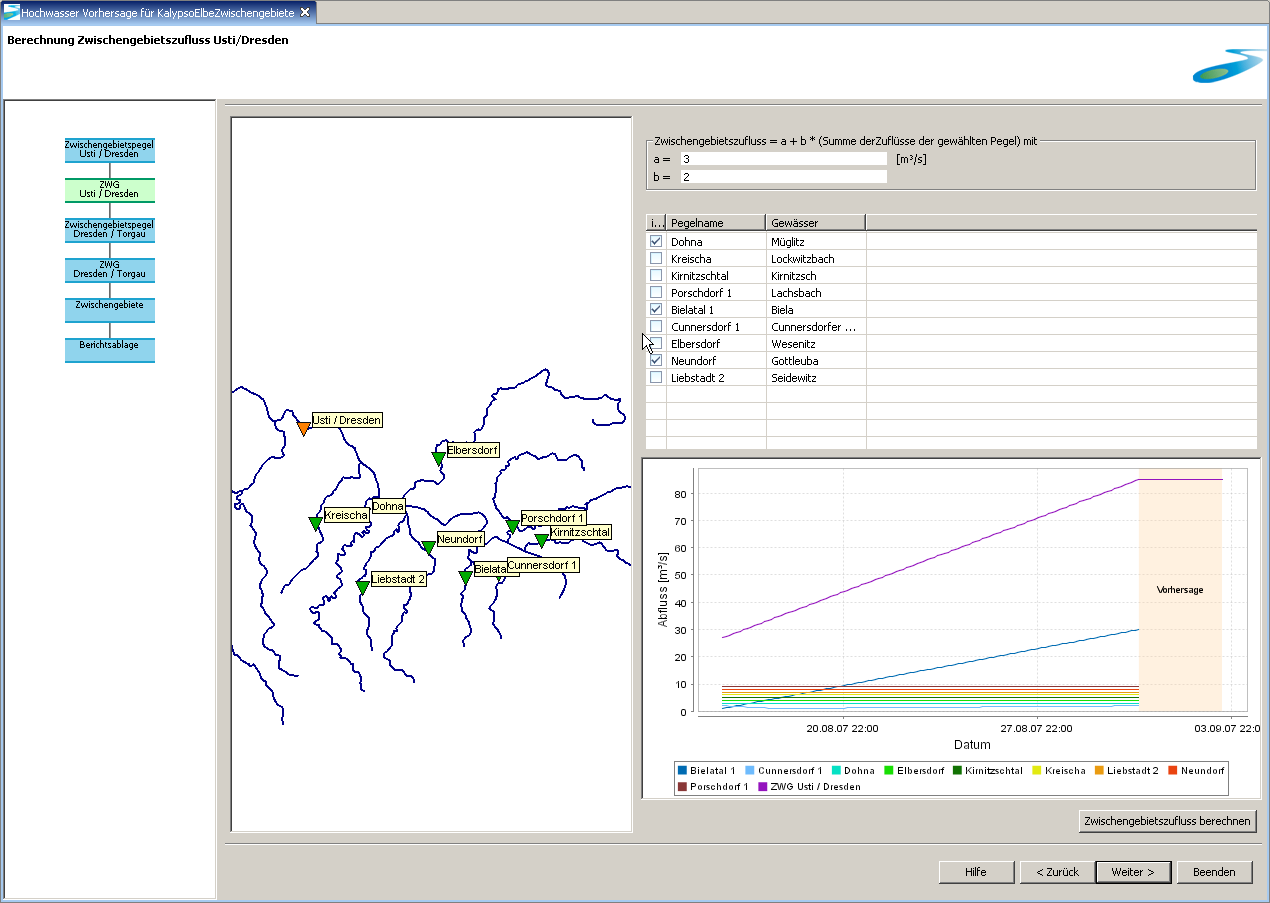 Hochwasser Vorhersage für KalypsoElbeZwischengebiete
Berechnung Zwischengebietszufluss Usti/Dresden
Zwischengebietspegel
Usti / Dresden
ZWG
Usti / Dresden
Zwischengebietspegel
Dresden / Torgau
ZWG
Dresden / Torgau
Zwischengebiete
Berichtsablage
Usti / Dresden
Elbersdorf
Dohna
Kreischa
Porschdorf 1
Kirnitzschtal
Neundorf
Bielata
Cunnersdorf 1
Liebstadt 2
Zwischengebietszufluss = a + b * (Summe derZuflüsse der gewählten Pegel) mit
a = 3 [m³/s]
b = 2
i... Pegelname Gewässer
Dohna Müglitz
Kreischa Lockwitzbach
Kirnitzschtal Kirnitzsch
Porschdorf 1 Lachsbach
Bielatal 1 Biela
Cunnersdorf 1 Cunnersdorfer ...
Elbersdorf Wesenitz
Neundorf Gottleuba
Liebstadt 2 Seidewitz
Abfluss [m³/s]
80
70
60
50
40
30
20
10
0
Vorhersage
20.08.07 22:00 27.08.07 22:00 03.09.07 22:0
Datum
Bielatal 1 Cunnersdorf 1 Dohna Elbersdorf Kirnitzschtal Kreischa Liebstadt 2 Neundorf
Porschdorf 1 ZWG Usti / Dresden
Zwischengebietszufluss berechnen
Hilfe < Zurück Weiter > Beenden